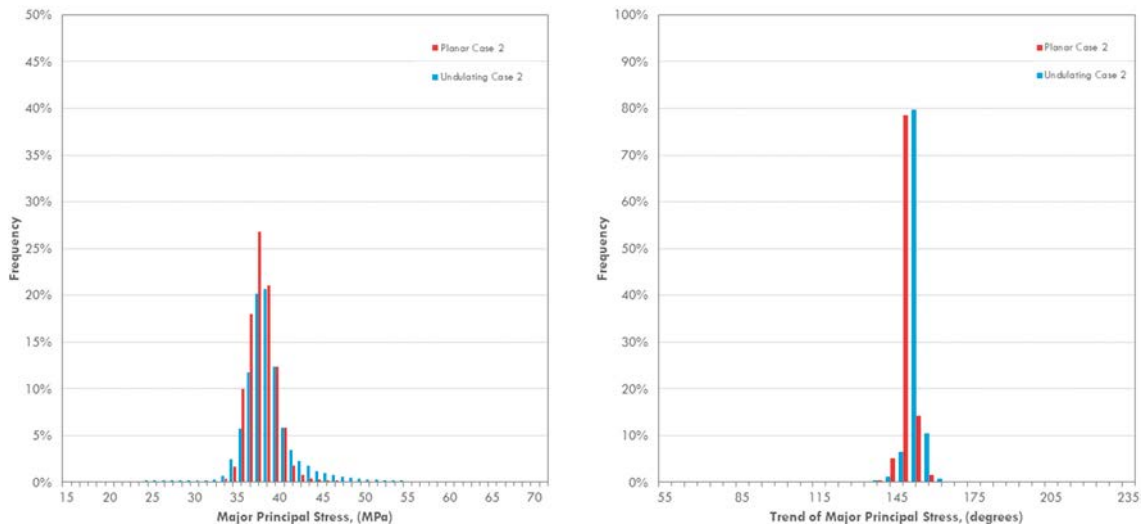 50%
45%
40%
35%
30%
25%
20%
15%
10%
5%
0%
Frequency
Planar Case 2
Undulating Case 2
15 20 25 30 35 40 45 50 55 60 65 70
Major Principal Stress, (MPa)
100%
90%
80%
70%
60%
50%
40%
30%
20%
10%
0%
Frequency
Planar Case 2
Undulating Case 2
55 85 115 145 175 205 235
Trend of Major Principal Stress, (degrees)